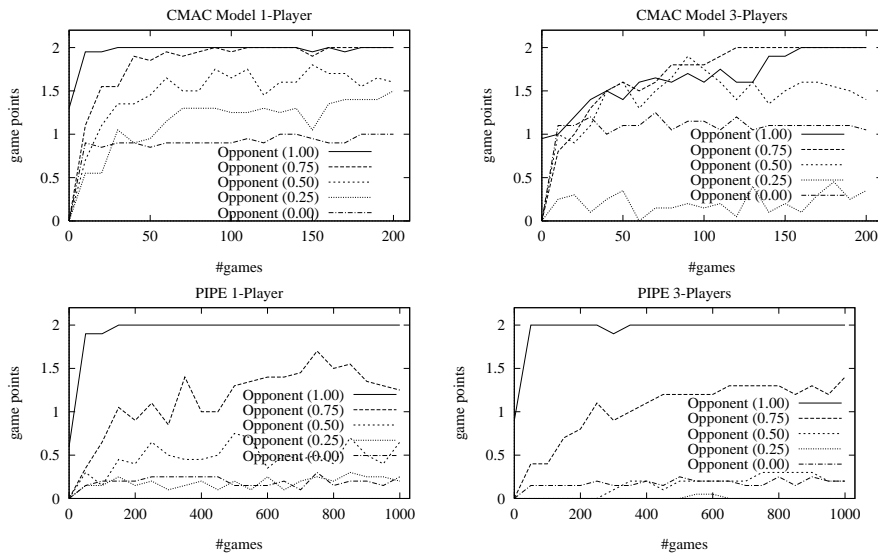 CMAC Model 1-Player
game points
2
1.5
1
0.5
0
Opponent (1.00)
Opponent (0.75)
Opponent (0.50)
Opponent (0.25)
Opponent (0.00)
0 50 100 150 200
#games
CMAC Model 3-Players
game points
2
1.5
1
0.5
0
Opponent (1.00)
Opponent (0.75)
Opponent (0.50)
Opponent (0.25)
Opponent (0.00)
0 50 100 150 200
#games
PIPE 1-Player
game points
2
1.5
1
0.5
0
Opponent (1.00)
Opponent (0.75)
Opponent (0.50)
Opponent (0.25)
Opponent (0.00)
0 200 400 600 800 1000
#games
PIPE 3-Players
game points
2
1.5
1
0.5
0
Opponent (1.00)
Opponent (0.75)
Opponent (0.50)
Opponent (0.25)
Opponent (0.00)
0 200 400 600 800 1000
#games